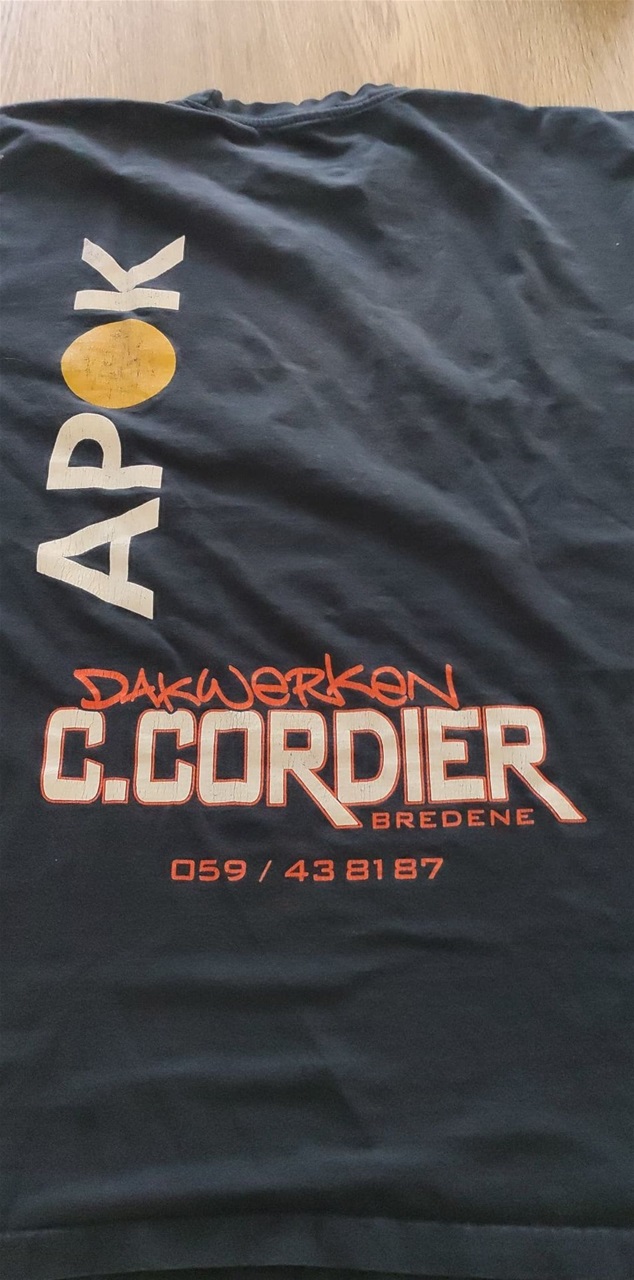 APOK
DAKWERKEN
C.CORDIER
BREDENE
059 / 43 81 87